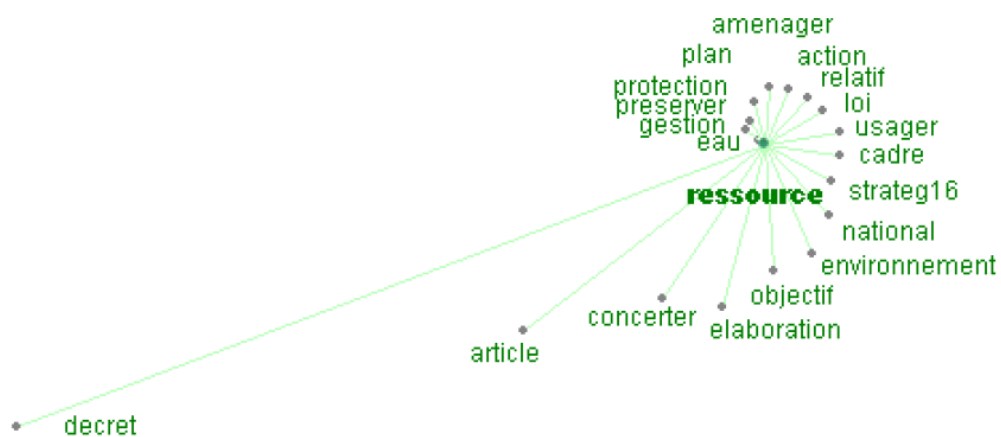 amenager
plan
action
relatif
protection
preserver
loi
gestion
usager
eau
cadre
ressource
strateg16
national
environnement
objectif
concerter
elaboration
article
decret